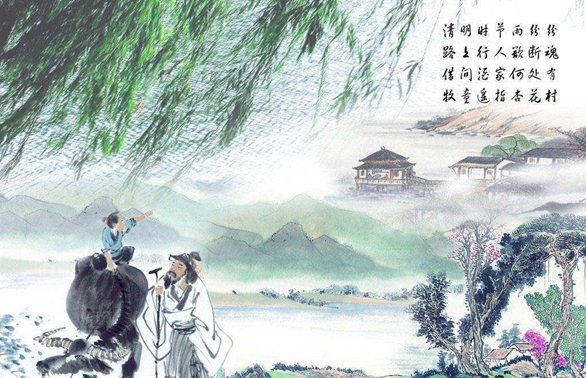 清明时节雨纷纷
路上行人欲断魂
借问酒家何处有
牧童遥指杏花村